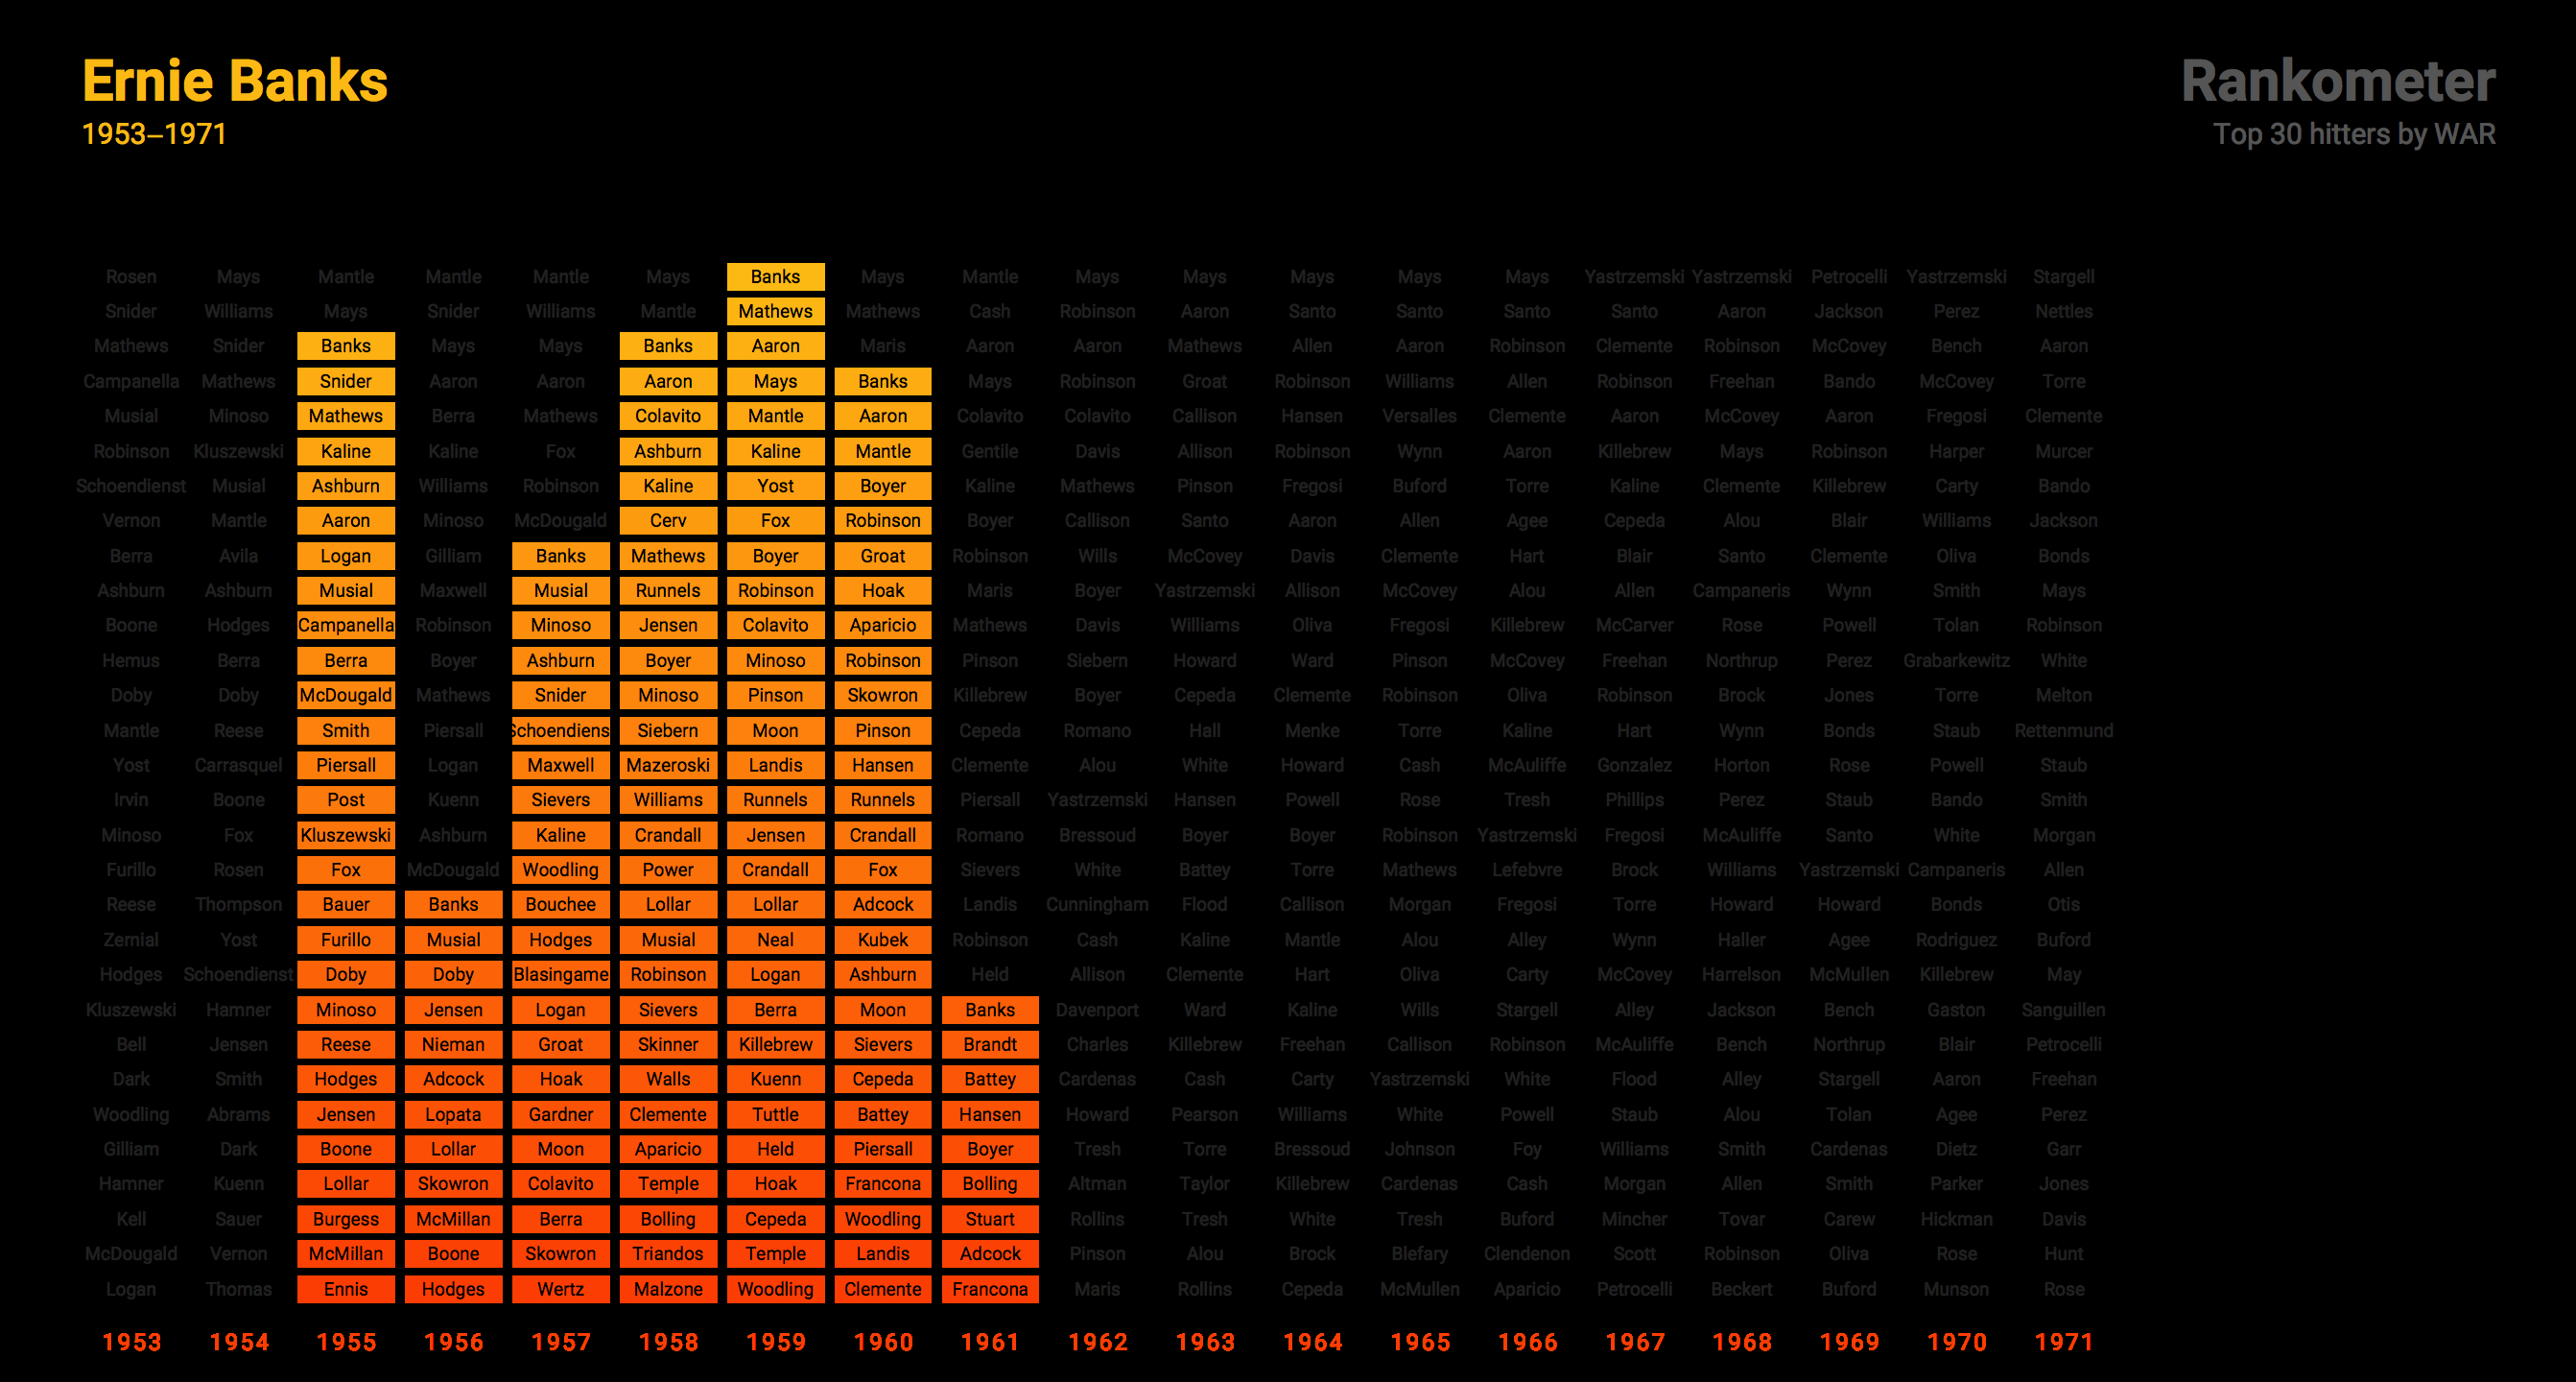 Ernie Banks
1953–1971
Rankometer
Top 30 hitters by WAR
Rosen Mays Mantle Mantle Mantle Mays Banks Mays Mantle Mays Mays Mays Mays Mays Yastrzemski Yastrzemski Petrocelli Yastrzemski Stargell
Snider Williams Mays Snider Williams Mantle Mathews Mathews Cash Robinson Aaron Santo Santo Santo Santo Aaron Jackson Perez Nettles
Mathews Snider Banks Mays Mays Banks Aaron Maris Aaron Aaron Mathews Allen Aaron Robinson Clemente Robinson McCovey Bench Aaron
Campanella Mathews Snider Aaron Aaron Aaron Mays Banks Mays Robinson Groat Robinson Williams Allen Robinson Freehan Bando McCovey Torre
Musial Minoso Mathews Berra Mathews Colavito Mantle Aaron Colavito Colavito Callison Hansen Versalles Clemente Aaron McCovey Aaron Fregosi Clemente
Robinson Kluszewski Kaline Kaline Fox Ashburn Kaline Mantle Gentile Davis Allison Robinson Wynn Aaron Killebrew Mays Robinson Harper Murcer
Schoendienst Musial Ashburn Williams Robinson Kaline Yost Boyer Kaline Mathews Pinson Fregosi Buford Torre Kaline Clemente Killebrew Carty Bando
Vernon Mantle Aaron Minoso McDougald Cerv Fox Robinson Boyer Callison Santo Aaron Allen Agee Cepeda Alou Blair Williams Jackson
Berra Avila Logan Gilliam Banks Mathews Boyer Groat Robinson Wills McCovey Davis Clemente Hart Blair Santo Clemente Oliva Bonds
Ashburn Ashburn Musial Maxwell Musial Runnels Robinson Hoak Maris Boyer Yastrzemski Allison McCovey Alou Allen Campaneris Wynn Smith Mays
Boone Hodges Campanella Robinson Minoso Jensen Colavito Aparicio Mathews Davis Williams Oliva Fregosi Killebrew McCarver Rose Powell Tolan Robinson
Hemus Berra Berra Boyer Ashburn Boyer Minoso Robinson Pinson Siebern Howard Ward Pinson McCovey Freehan Northrup Perez Grabarkewitz White
Doby Doby McDougald Mathews Snider Minoso Pinson Skowron Killebrew Boyer Cepeda Clemente Robinson Oliva Robinson Brock Jones Torre Melton
Mantle Reese Smith Piersall Schoendiens Siebern Moon Pinson Cepeda Romano Hall Menke Torre Kaline Hart Wynn Bonds Staub Rettenmund
Yost Carrasquel Piersall Logan Maxwell Mazeroski Landis Hansen Clemente Alou White Howard Cash McAuliffe Gonzalez Horton Rose Powell Staub
Irvin Boone Post Kuenn Sievers Williams Runnels Runnels Piersall Yastrzemski Hansen Powell Rose Tresh Phillips Perez Staub Bando Smith
Minoso Fox Kluszewski Ashburn Kaline Crandall Jensen Crandall Romano Bressoud Boyer Boyer Robinson Yastrzemski Fregosi McAuliffe Santo White Morgan
Furillo Rosen Fox McDougald Woodling Power Crandall Fox Sievers White Battey Torre Mathews Lefebvre Brock Williams Yastrzemski Campaneris Allen
Reese Thompson Bauer Banks Bouchee Lollar Lollar Adcock Landis Cunningham Flood Callison Morgan Fregosi Torre Howard Howard Bonds Otis
Zernial Yost Furillo Musial Hodges Musial Neal Kubek Robinson Cash Kaline Mantle Alou Alley Wynn Haller Agee Rodriguez Buford
Hodges Schoendienst Doby Doby Blasingame Robinson Logan Ashburn Held Allison Clemente Hart Oliva Carty McCovey Harrelson McMullen Killebrew May
Kluszewski Hamner Minoso Jensen Logan Sievers Berra Moon Banks Davenport Ward Kaline Wills Stargell Alley Jackson Bench Gaston Sanguillen
Bell Jensen Reese Nieman Groat Skinner Killebrew Sievers Brandt Charles Killebrew Freehan Callison Robinson McAuliffe Bench Northrup Blair Petrocelli
Dark Smith Hodges Adcock Hoak Walls Kuenn Cepeda Battey Cardenas Cash Carty Yastrzemski White Flood Alley Stargell Aaron Freehan
Woodling Abrams Jensen Lopata Gardner Clemente Tuttle Battey Hansen Howard Pearson Williams White Powell Staub Alou Tolan Agee Perez
Gilliam Dark Boone Lollar Moon Aparicio Held Piersall Boyer Tresh Torre Bressoud Johnson Foy Williams Smith Cardenas Dietz Garr
Hamner Kuenn Lollar Skowron Colavito Temple Hoak Francona Bolling Altman Taylor Killebrew Cardenas Cash Morgan Allen Smith Parker Jones
Kell Sauer Burgess McMillan Berra Bolling Cepeda Woodling Stuart Rollins Tresh White Tresh Buford Mincher Tovar Carew Hickman Davis
McDougald Vernon McMillan Boone Skowron Triandos Temple Landis Adcock Pinson Alou Brock Blefary Clendenon Scott Robinson Oliva Rose Hunt
Logan Thomas Ennis Hodges Wertz Malzone Woodling Clemente Francona Maris Rollins Cepeda McMullen Aparicio Petrocelli Beckert Buford Munson Rose
1953 1954 1955 1956 1957 1958 1959 1960 1961 1962 1963 1964 1965 1966 1967 1968 1969 1970 1971